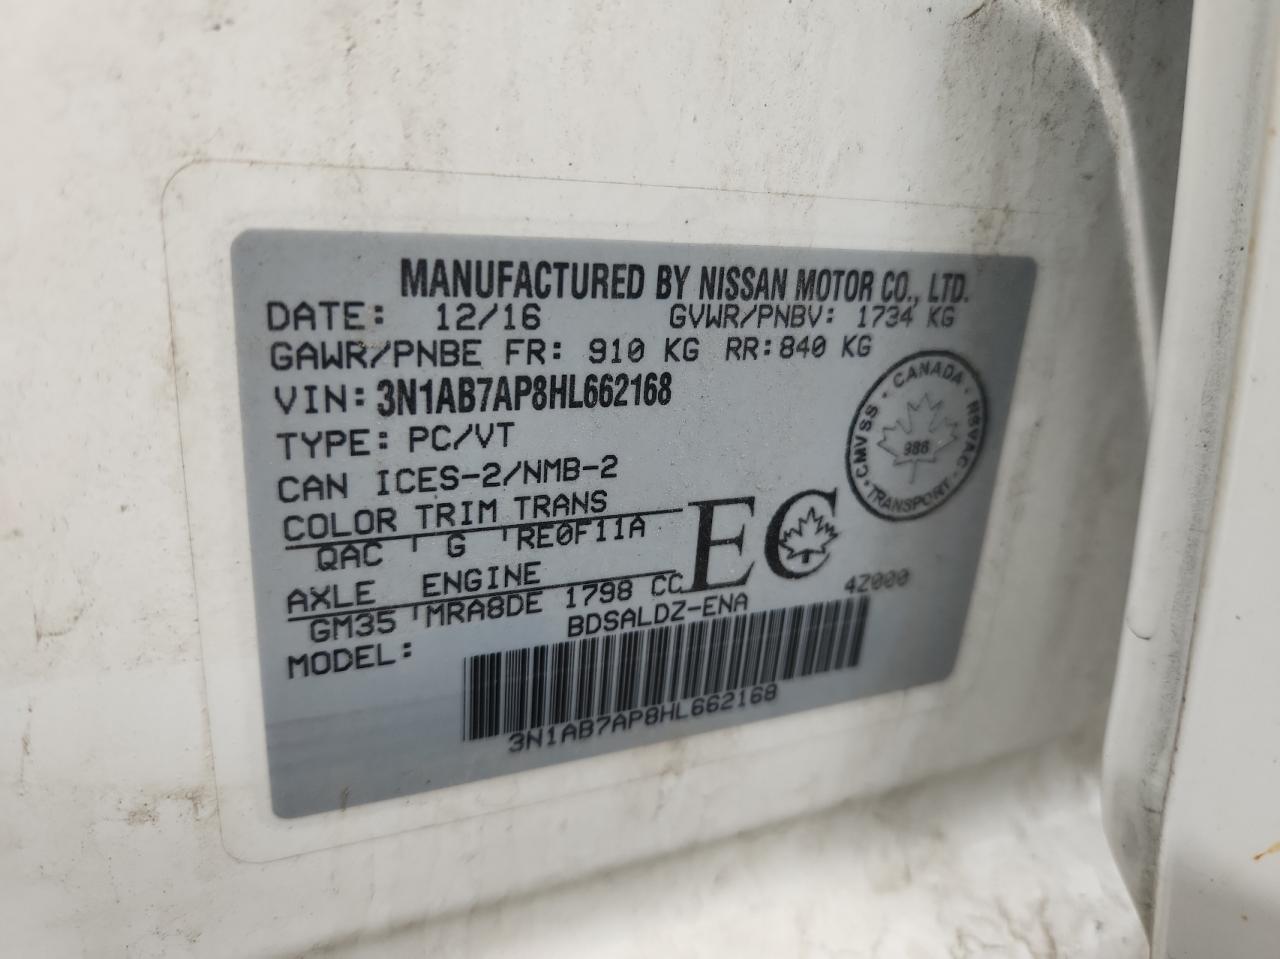 MANUFACTURED BY NISSAN MOTOR CO., LTD.
DATE: 12/16 GVWR/PNBV: 1734 KG
GAWR/PNBE FR: 910 KG RR: 840 KG
VIN: 3N1AB7AP8HL662168
TYPE: PC/VT
CAN ICES-2/NMB-2
COLOR TRIM TRANS
QAC G RE0F11A
AXLE ENGINE
GM35 MRA8DE 1798 CC
MODEL: BDSALDZ-ENA 4Z000
3N1AB7AP8HL662168
EC
CANADA · NSVAC · TRANSPORT · CMVSS
986